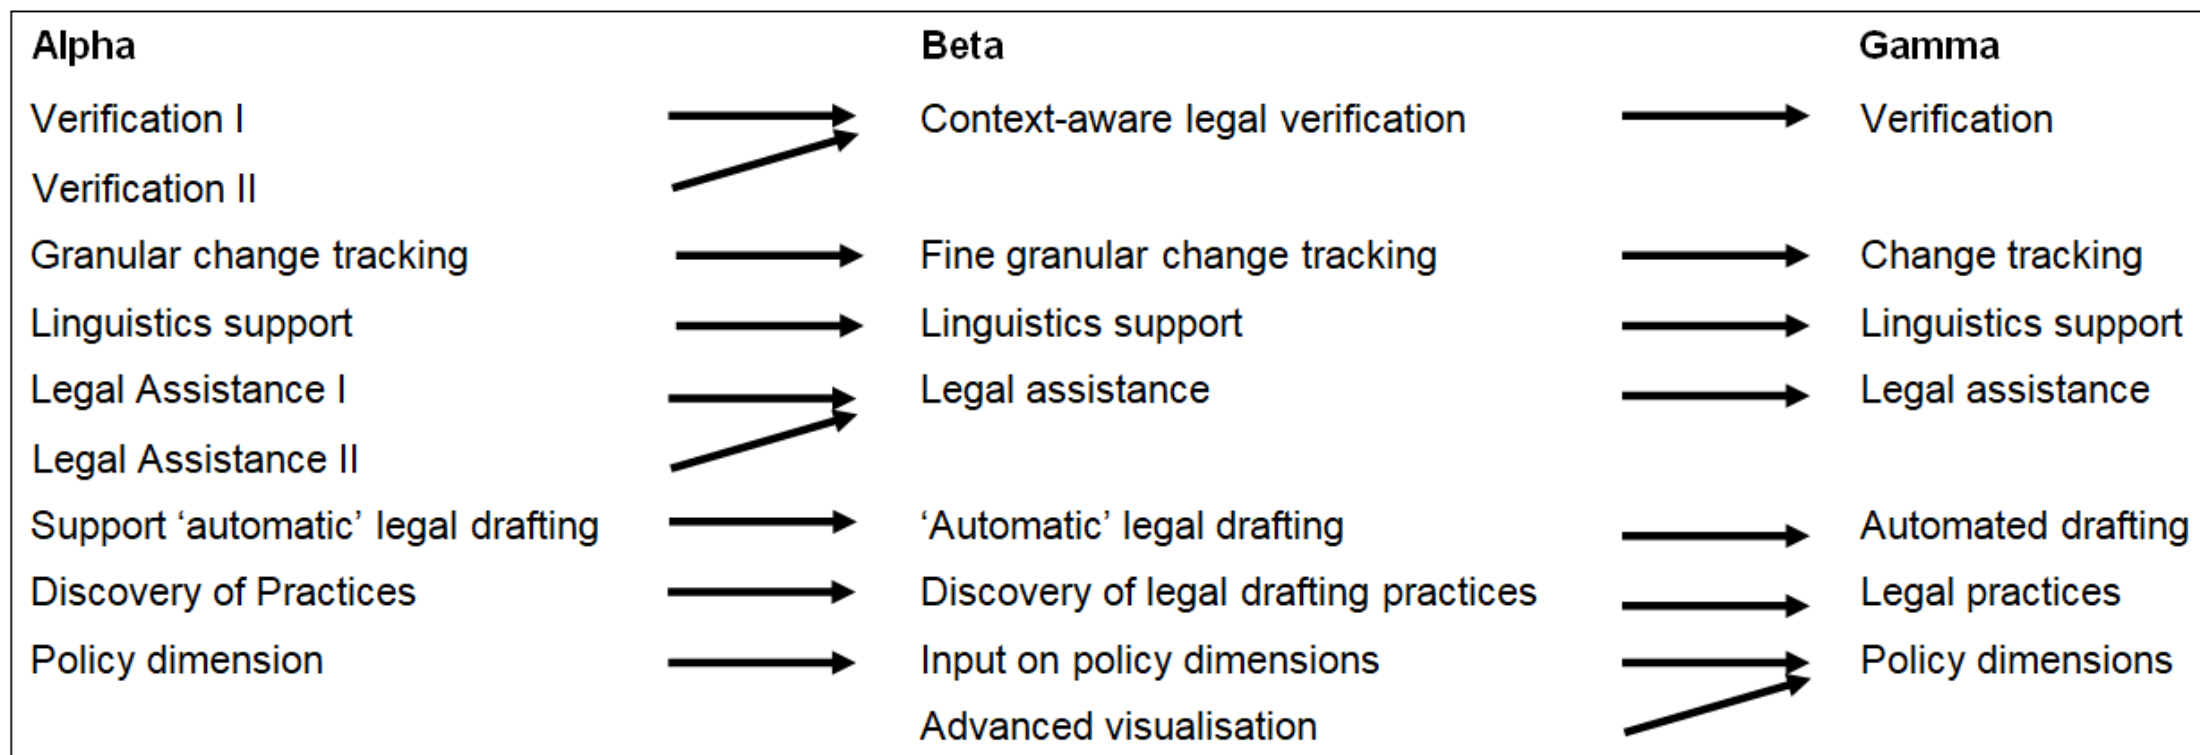 Alpha Beta Gamma
Verification I Context-aware legal verification Verification
Verification II
Granular change tracking Fine granular change tracking Change tracking
Linguistics support Linguistics support Linguistics support
Legal Assistance I Legal assistance Legal assistance
Legal Assistance II
Support ‘automatic’ legal drafting ‘Automatic’ legal drafting Automated drafting
Discovery of Practices Discovery of legal drafting practices Legal practices
Policy dimension Input on policy dimensions Policy dimensions
Advanced visualisation